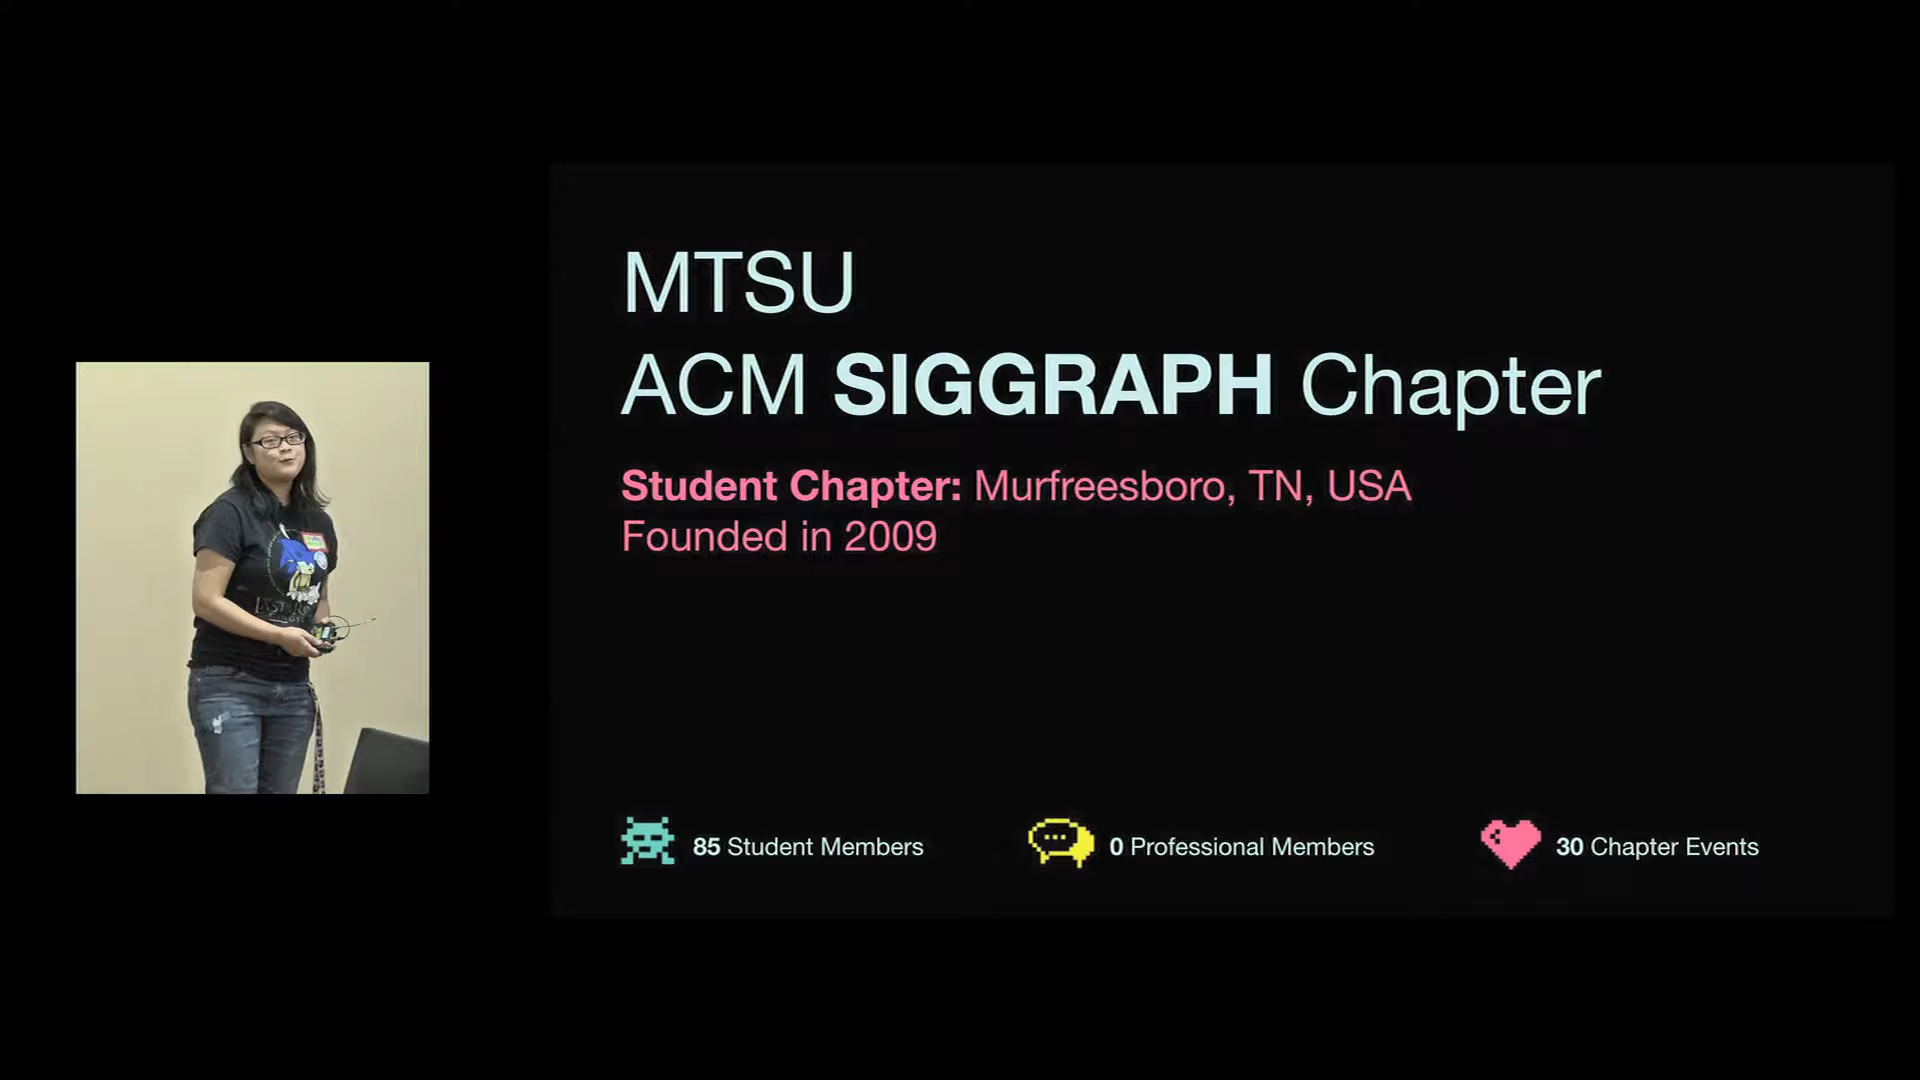 MTSU
ACM SIGGRAPH Chapter
Student Chapter: Murfreesboro, TN, USA
Founded in 2009
85 Student Members
0 Professional Members
30 Chapter Events